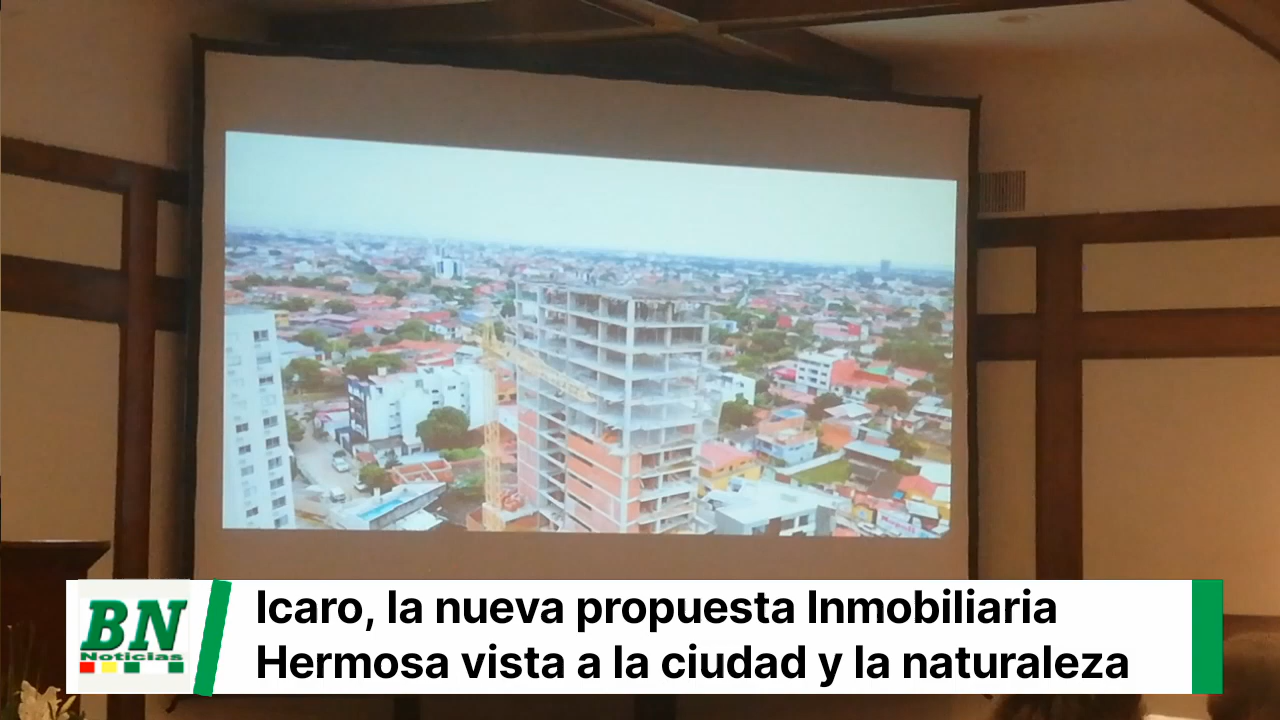 Icaro, la nueva propuesta Inmobiliaria
Hermosa vista a la ciudad y la naturaleza
BN
Noticias